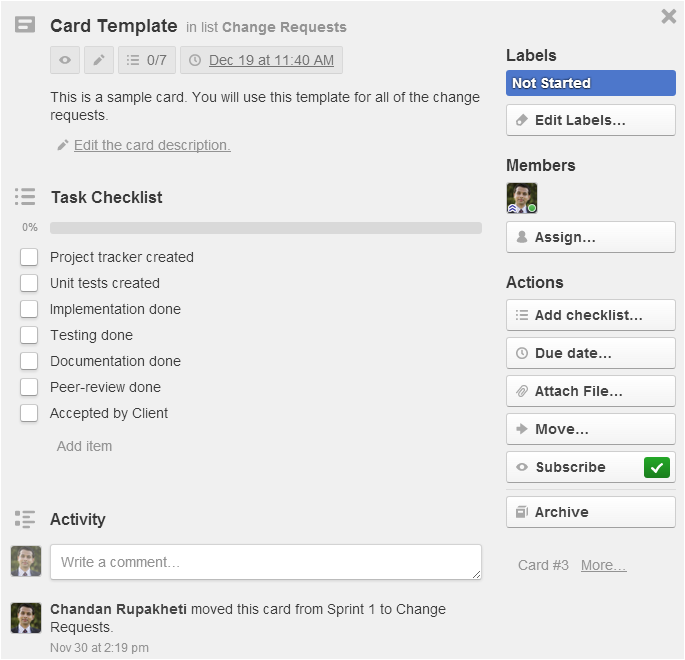 Card Template in list Change Requests
0/7 Dec 19 at 11:40 AM
This is a sample card. You will use this template for all of the change
requests.
Edit the card description.
Task Checklist
0%
Project tracker created
Unit tests created
Implementation done
Testing done
Documentation done
Peer-review done
Accepted by Client
Add item
Activity
Write a comment…
Chandan Rupakheti moved this card from Sprint 1 to Change
Requests.
Nov 30 at 2:19 pm
Labels
Not Started
Edit Labels…
Members
Assign…
Actions
Add checklist…
Due date…
Attach File…
Move…
Subscribe
Archive
Card #3 More…